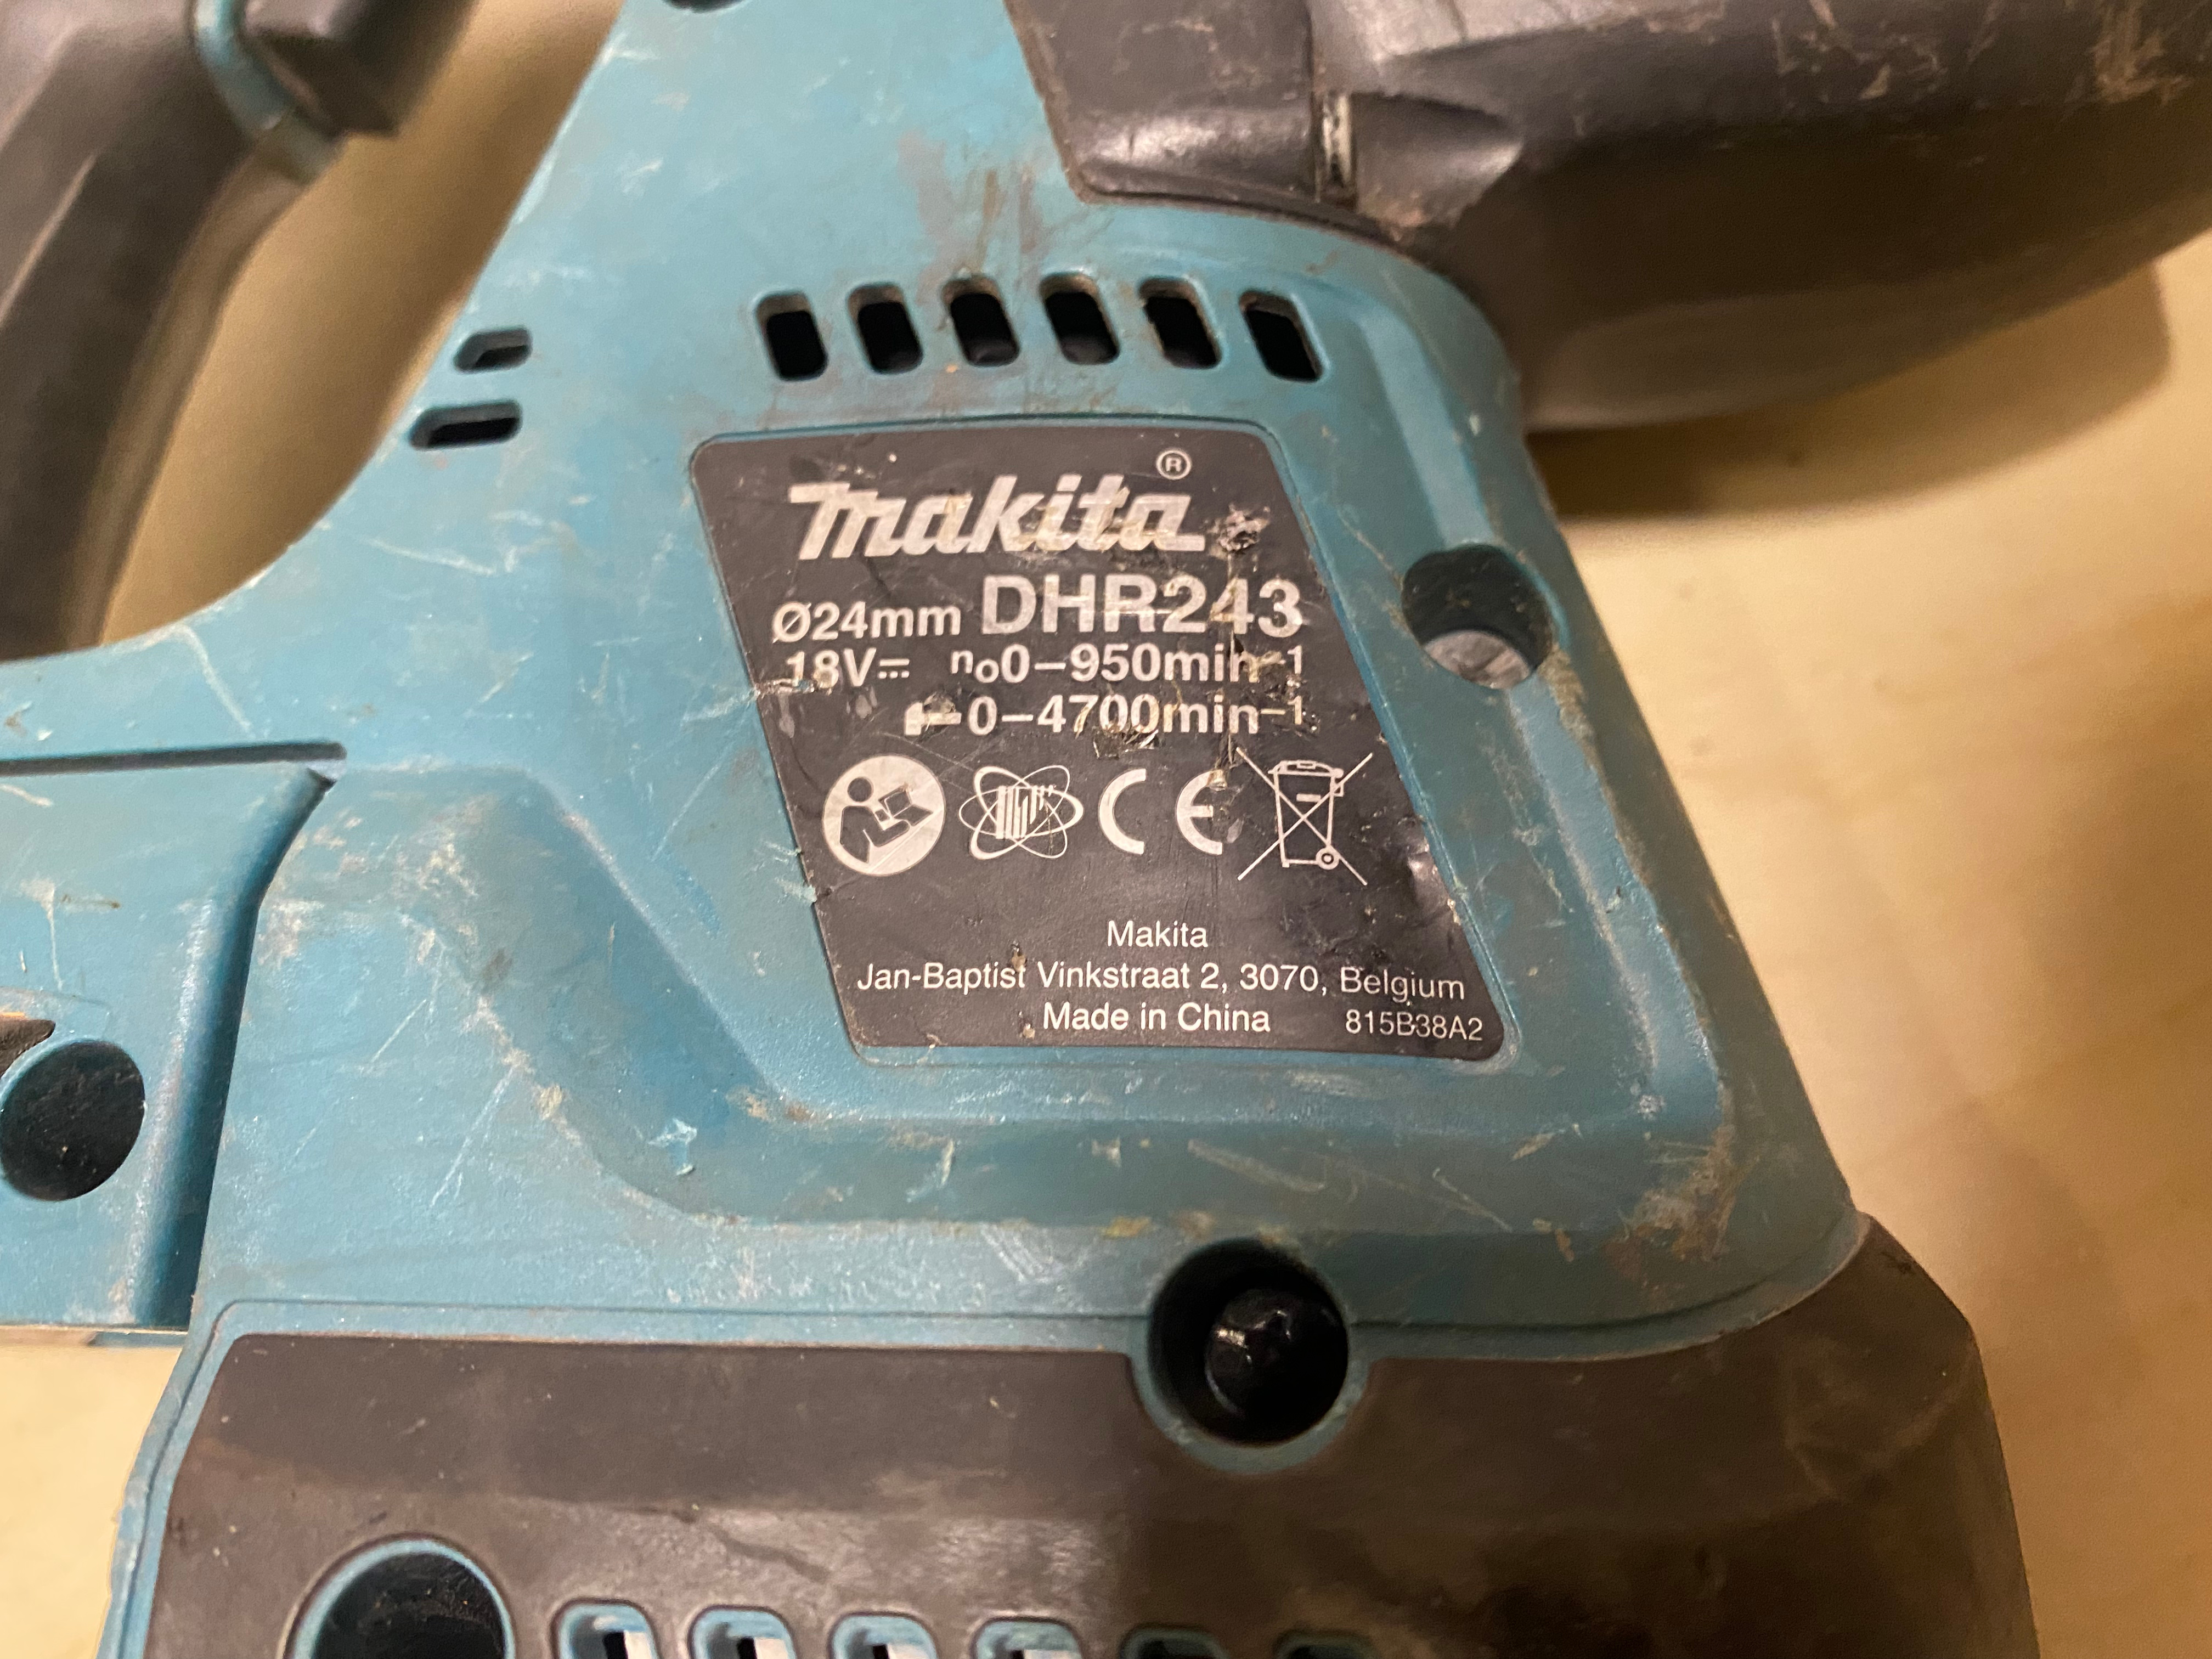 makita®
Ø24mm DHR243
18V⎓ n₀0–950min⁻¹
0–4700min⁻¹
CE
Makita
Jan-Baptist Vinkstraat 2, 3070, Belgium
Made in China 815B38A2